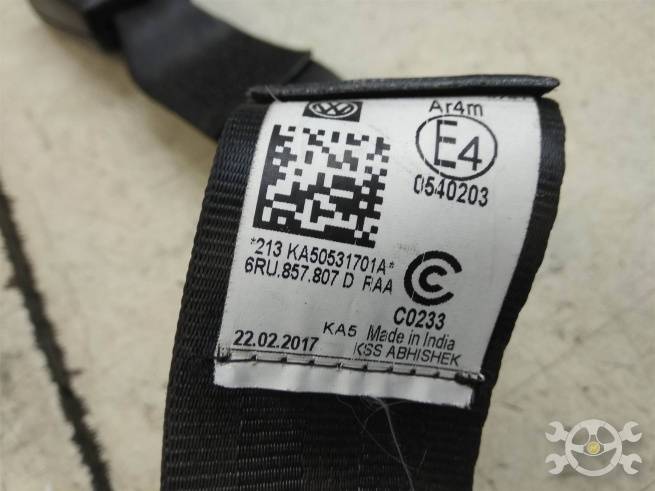 Ar4m
E4
0540203
*213 KA50531701A*
6RU.857.807 D RAA
C0233
KA5 Made in India
22.02.2017 KSS ABHISHEK